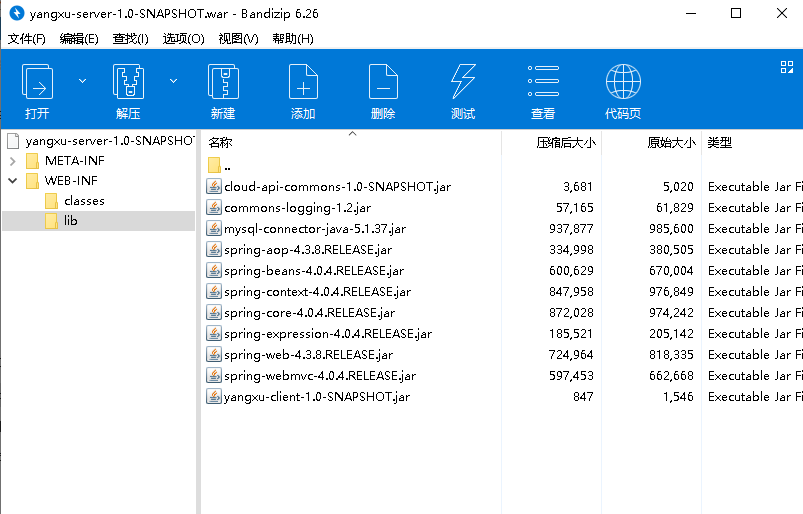 yangxu-server-1.0-SNAPSHOT.war - Bandizip 6.26
文件(F) 编辑(E) 查找(I) 选项(O) 视图(V) 帮助(H)
打开 解压 新建 添加 删除 测试 查看 代码页
yangxu-server-1.0-SNAPSHOT
META-INF
WEB-INF
classes
lib
名称 压缩后大小 原始大小 类型
..
cloud-api-commons-1.0-SNAPSHOT.jar 3,681 5,020 Executable Jar Fi
commons-logging-1.2.jar 57,165 61,829 Executable Jar Fi
mysql-connector-java-5.1.37.jar 937,877 985,600 Executable Jar Fi
spring-aop-4.3.8.RELEASE.jar 334,998 380,505 Executable Jar Fi
spring-beans-4.0.4.RELEASE.jar 600,629 670,004 Executable Jar Fi
spring-context-4.0.4.RELEASE.jar 847,958 976,849 Executable Jar Fi
spring-core-4.0.4.RELEASE.jar 872,028 974,242 Executable Jar Fi
spring-expression-4.0.4.RELEASE.jar 185,521 205,142 Executable Jar Fi
spring-web-4.3.8.RELEASE.jar 724,964 818,335 Executable Jar Fi
spring-webmvc-4.0.4.RELEASE.jar 597,453 662,668 Executable Jar Fi
yangxu-client-1.0-SNAPSHOT.jar 847 1,546 Executable Jar Fi